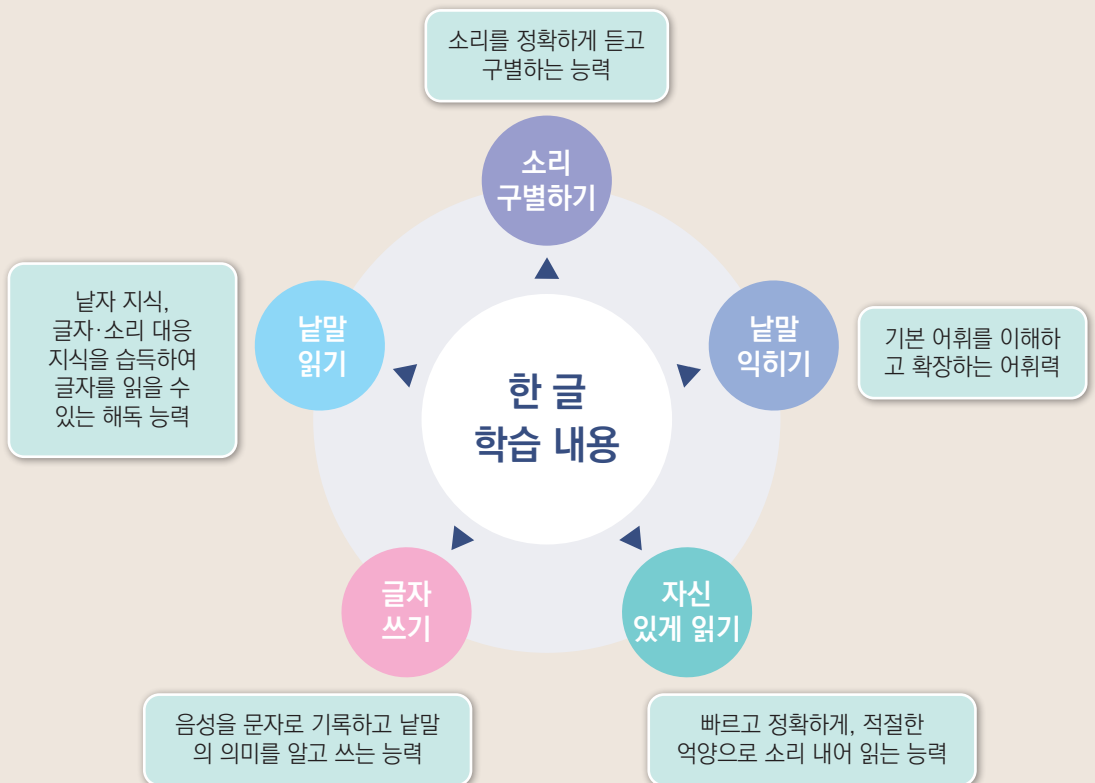 소리를 정확하게 듣고
구별하는 능력
소리
구별하기
낱말
익히기
기본 어휘를 이해하
고 확장하는 어휘력
자신
있게 읽기
빠르고 정확하게, 적절한
억양으로 소리 내어 읽는 능력
글자
쓰기
음성을 문자로 기록하고 낱말
의 의미를 알고 쓰는 능력
낱말
읽기
낱자 지식,
글자·소리 대응
지식을 습득하여
글자를 읽을 수
있는 해독 능력
한 글
학습 내용